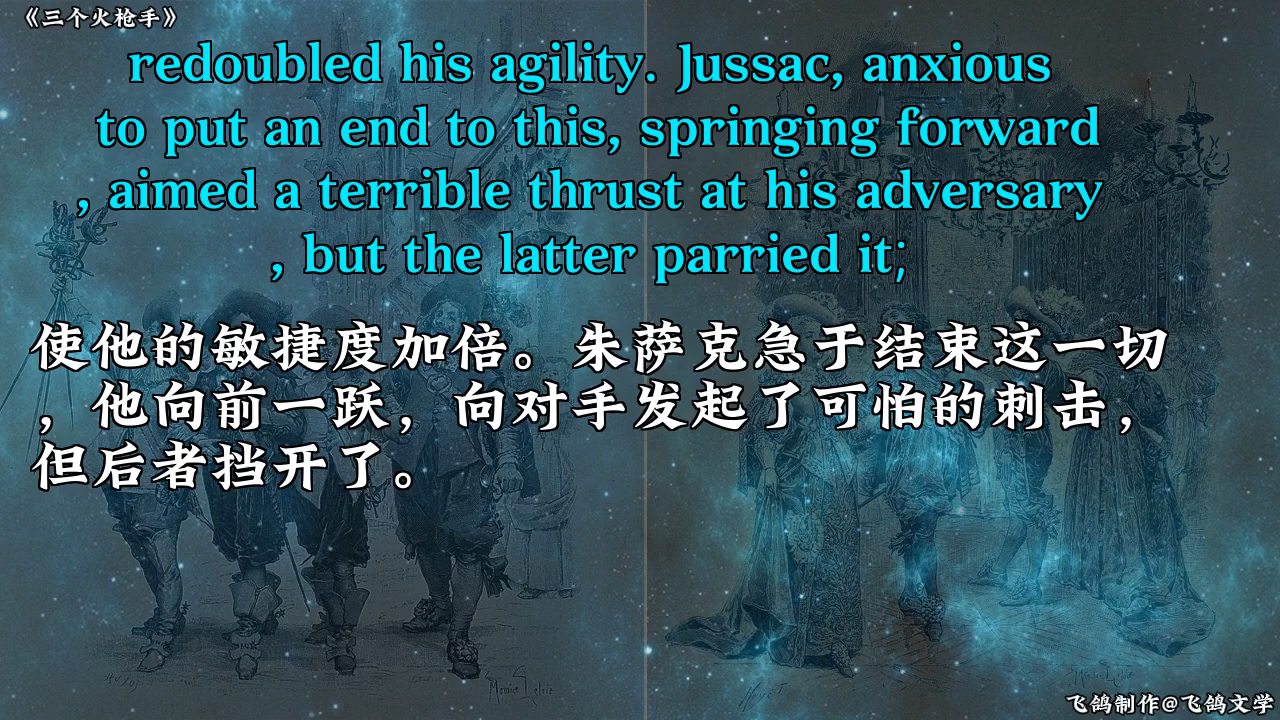 《三个火枪手》
redoubled his agility. Jussac, anxious
to put an end to this, springing forward
, aimed a terrible thrust at his adversary
, but the latter parried it;
使他的敏捷度加倍。朱萨克急于结束这一切
，他向前一跃，向对手发起了可怕的刺击，
但后者挡开了。
飞鸽制作@飞鸽文学